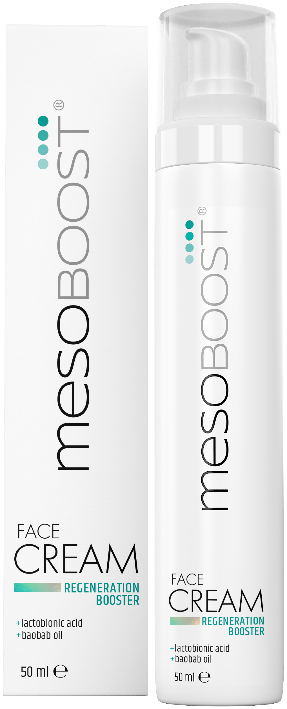 mesoBOOST®
FACE
CREAM
REGENERATION
BOOSTER
+lactobionic acid
+baobab oil
50 ml ℮
mesoBOOST®
FACE
CREAM
REGENERATION
BOOSTER
+lactobionic acid
+baobab oil
50 ml ℮